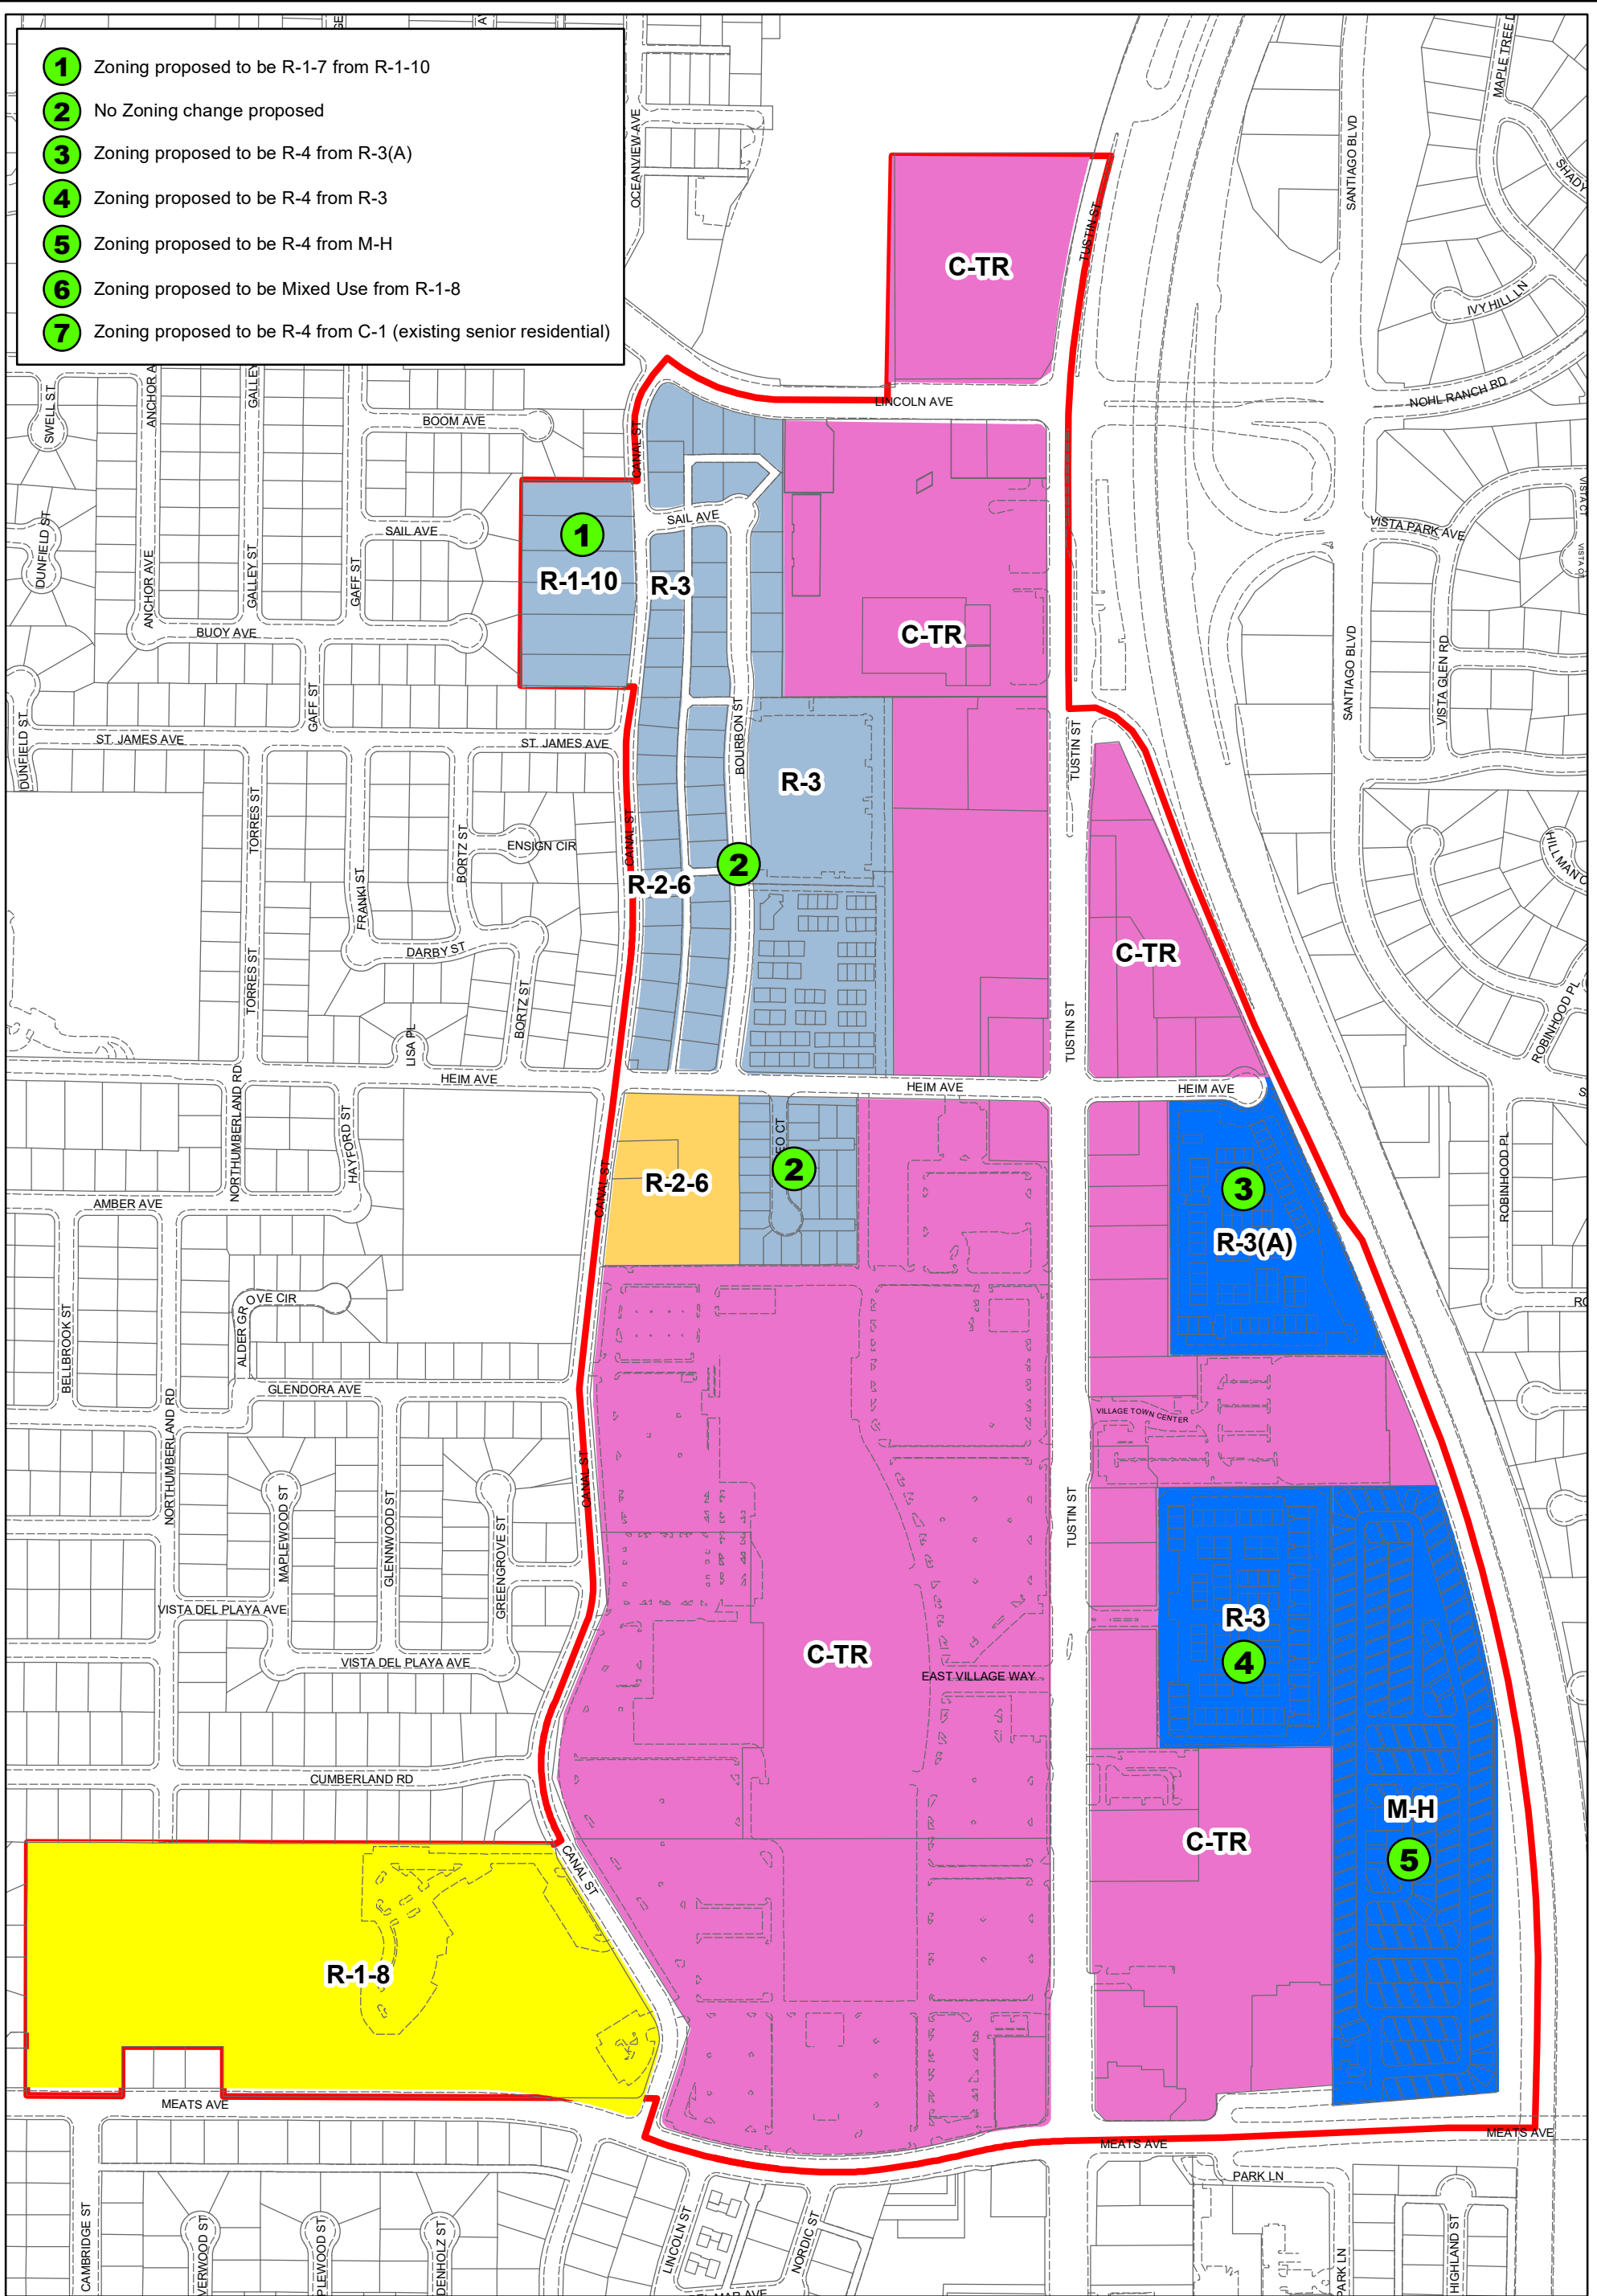 1 Zoning proposed to be R-1-7 from R-1-10
2 No Zoning change proposed
3 Zoning proposed to be R-4 from R-3(A)
4 Zoning proposed to be R-4 from R-3
5 Zoning proposed to be R-4 from M-H
6 Zoning proposed to be Mixed Use from R-1-8
7 Zoning proposed to be R-4 from C-1 (existing senior residential)
OCEANVIEW AVE
SANTIAGO BLVD
MAPLE TREE
SHADY
TUSTIN ST
C-TR
IVY HILL LN
NOHL RANCH RD
LINCOLN AVE
SWELL ST
ANCHOR
GALLEY
BOOM AVE
CANAL ST
SAIL AVE
SAIL AVE
1
R-1-10
R-3
DUNFIELD ST
ANCHOR AVE
GALLEY ST
GAFF ST
BUOY AVE
C-TR
VISTA PARK AVE
VISTA CT
VISTA
SANTIAGO BLVD
VISTA GLEN RD
GAFF ST
DUNFIELD ST
ST. JAMES AVE
ST. JAMES AVE
BOURBON ST
TUSTIN ST
R-3
TORRES ST
FRANKI ST
BORTZ ST
ENSIGN CIR
CANAL ST
2
R-2-6
HILLMAN
DARBY ST
C-TR
TORRES ST
BORTZ ST
LISA PL
TUSTIN ST
ROBINHOOD PL
HEIM AVE
HEIM AVE
HEIM AVE
NORTHUMBERLAND RD
HAYFORD ST
AMBER AVE
CANAL ST
R-2-6
2
3
R-3(A)
ROBINHOOD PL
BELLBROOK ST
ALDER GROVE CIR
GLENDORA AVE
NORTHUMBERLAND RD
VILLAGE TOWN CENTER
MAPLEWOOD ST
GLENNWOOD ST
GREENGROVE ST
CANAL ST
TUSTIN ST
VISTA DEL PLAYA AVE
VISTA DEL PLAYA AVE
C-TR
EAST VILLAGE WAY
R-3
4
CUMBERLAND RD
M-H
5
C-TR
CANAL ST
R-1-8
MEATS AVE
MEATS AVE
MEATS AVE
PARK LN
CAMBRIDGE ST
LINCOLN ST
NORDIC ST
PARK LN
HIGHLAND ST